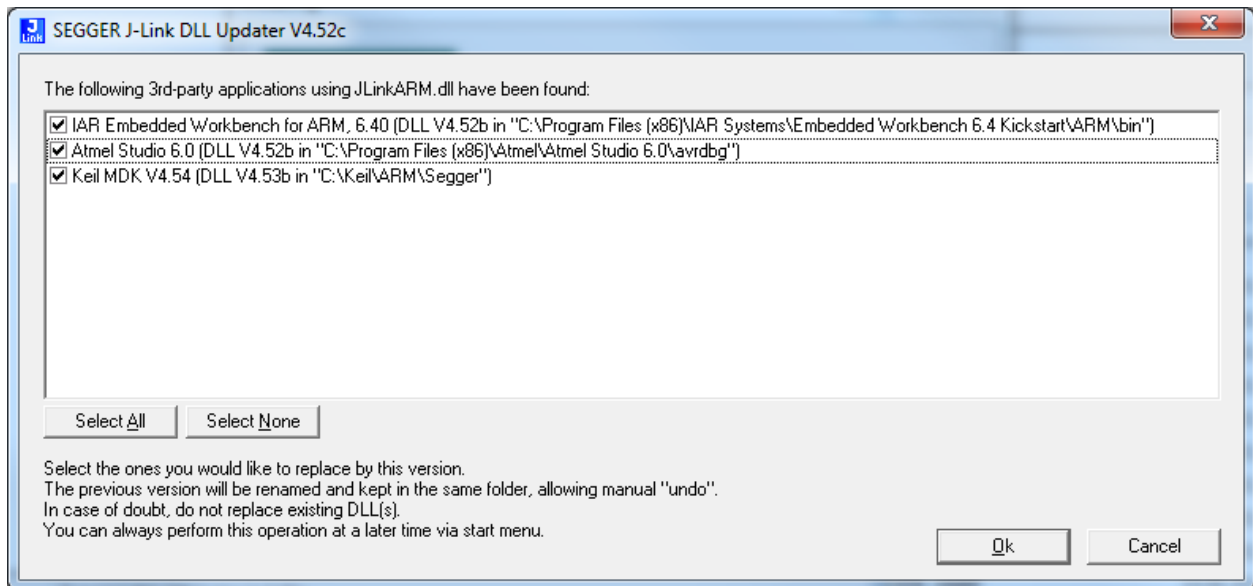 J
Link
SEGGER J-Link DLL Updater V4.52c
X
The following 3rd-party applications using JLinkARM.dll have been found:
IAR Embedded Workbench for ARM, 6.40 (DLL V4.52b in "C:\Program Files (x86)\IAR Systems\Embedded Workbench 6.4 Kickstart\ARM\bin")
Atmel Studio 6.0 (DLL V4.52b in "C:\Program Files (x86)\Atmel\Atmel Studio 6.0\avrdbg")
Keil MDK V4.54 (DLL V4.53b in "C:\Keil\ARM\Segger")
Select All Select None
Select the ones you would like to replace by this version.
The previous version will be renamed and kept in the same folder, allowing manual "undo".
In case of doubt, do not replace existing DLL(s).
You can always perform this operation at a later time via start menu.
Ok Cancel